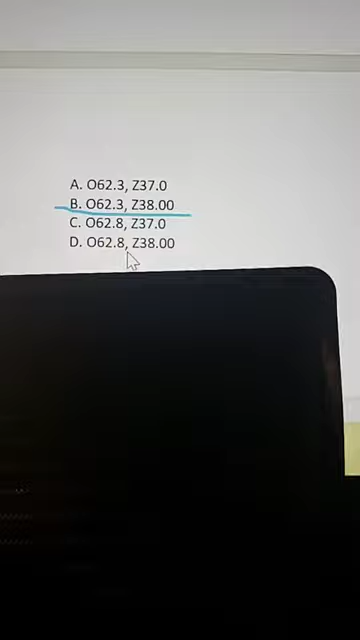 A. O62.3, Z37.0
B. O62.3, Z38.00
C. O62.8, Z37.0
D. O62.8, Z38.00